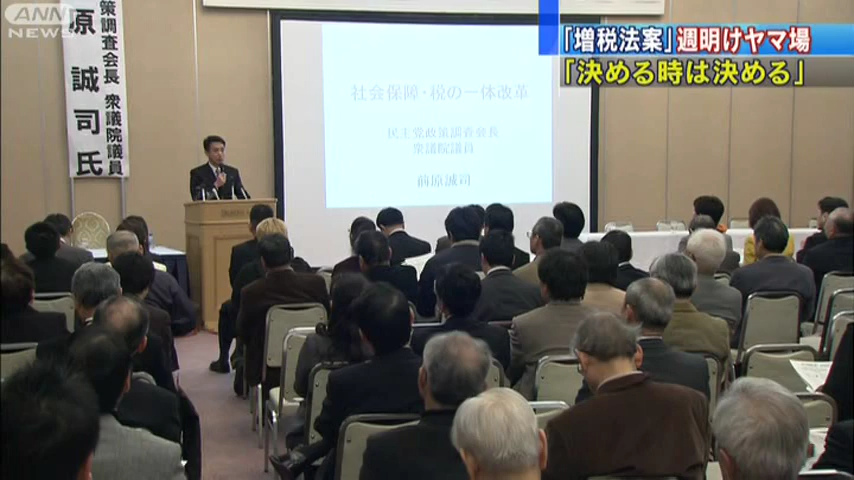 ANN
NEWS
策調査会長 衆議院議員
原誠司氏
「増税法案」週明けヤマ場
「決める時は決める」
社会保障・税の一体改革
民主党政策調査会長
衆議院議員
前原誠司